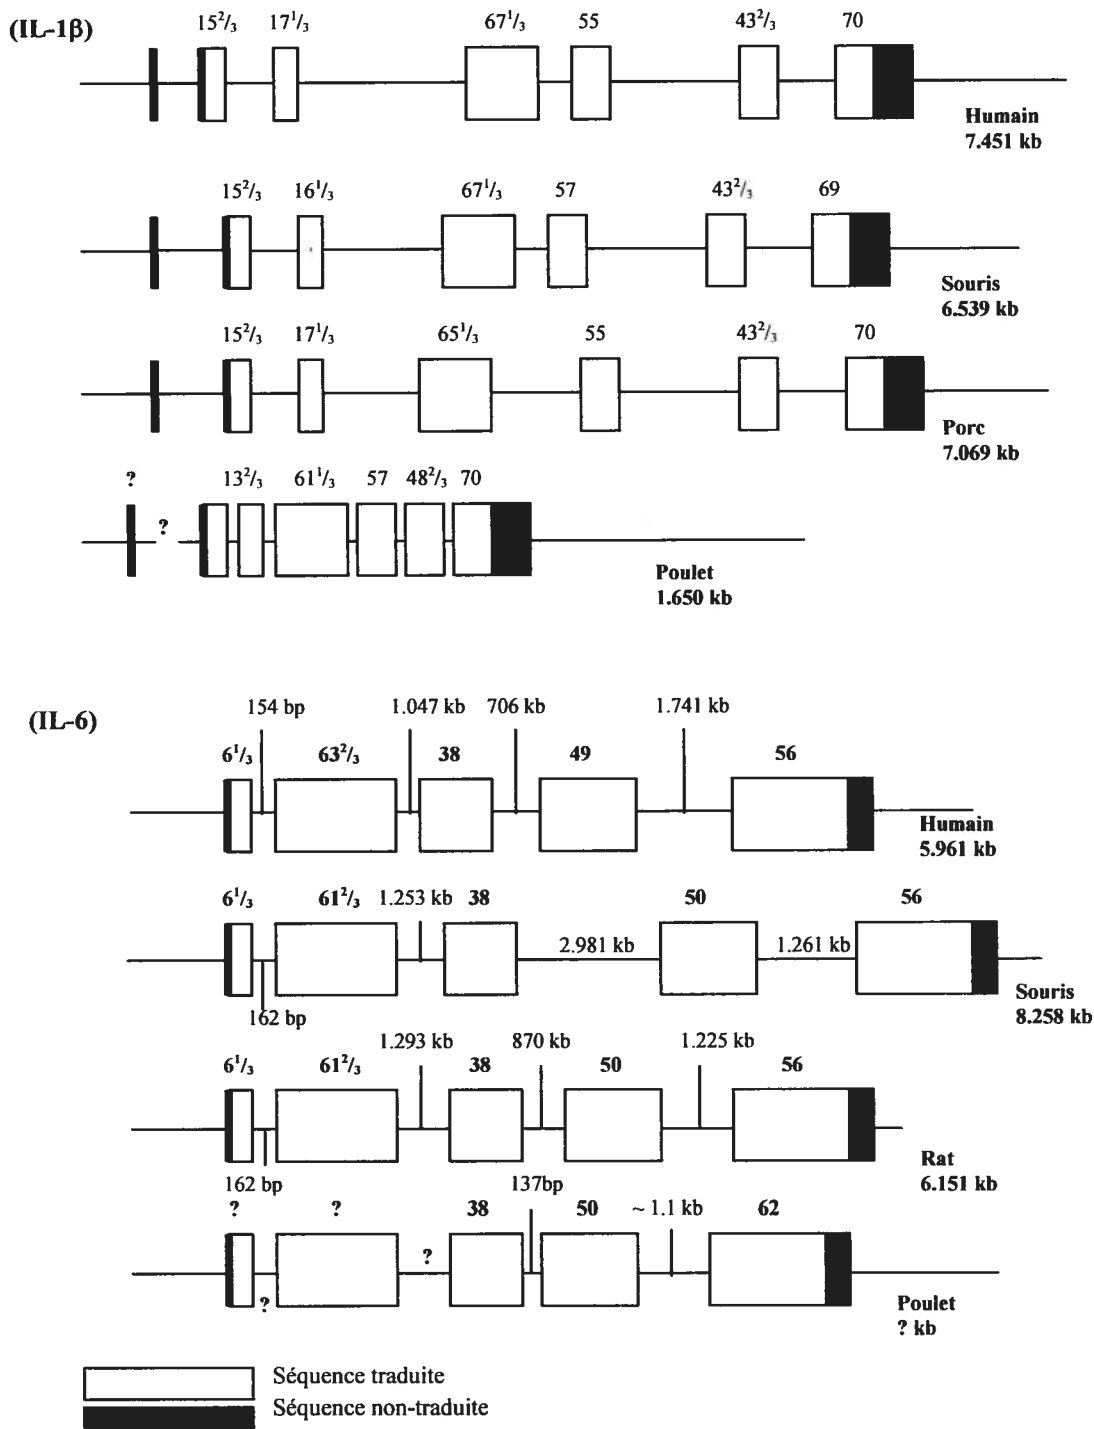 (IL-1β)
15²/₃ 17¹/₃ 67¹/₃ 55 43²/₃ 70
Humain
7.451 kb
15²/₃ 16¹/₃ 67¹/₃ 57 43²/₃ 69
Souris
6.539 kb
15²/₃ 17¹/₃ 65¹/₃ 55 43²/₃ 70
Porc
7.069 kb
? 13²/₃ 61¹/₃ 57 48²/₃ 70
?
Poulet
1.650 kb
(IL-6)
154 bp 1.047 kb 706 kb 1.741 kb
6¹/₃ 63²/₃ 38 49 56
Humain
5.961 kb
6¹/₃ 61²/₃ 1.253 kb 38 50 56
2.981 kb 1.261 kb
162 bp
Souris
8.258 kb
1.293 kb 870 kb 1.225 kb
6¹/₃ 61²/₃ 38 50 56
Rat
6.151 kb
162 bp 137bp
? ? 38 50 ~ 1.1 kb 62
?
?
Poulet
? kb
Séquence traduite
Séquence non-traduite